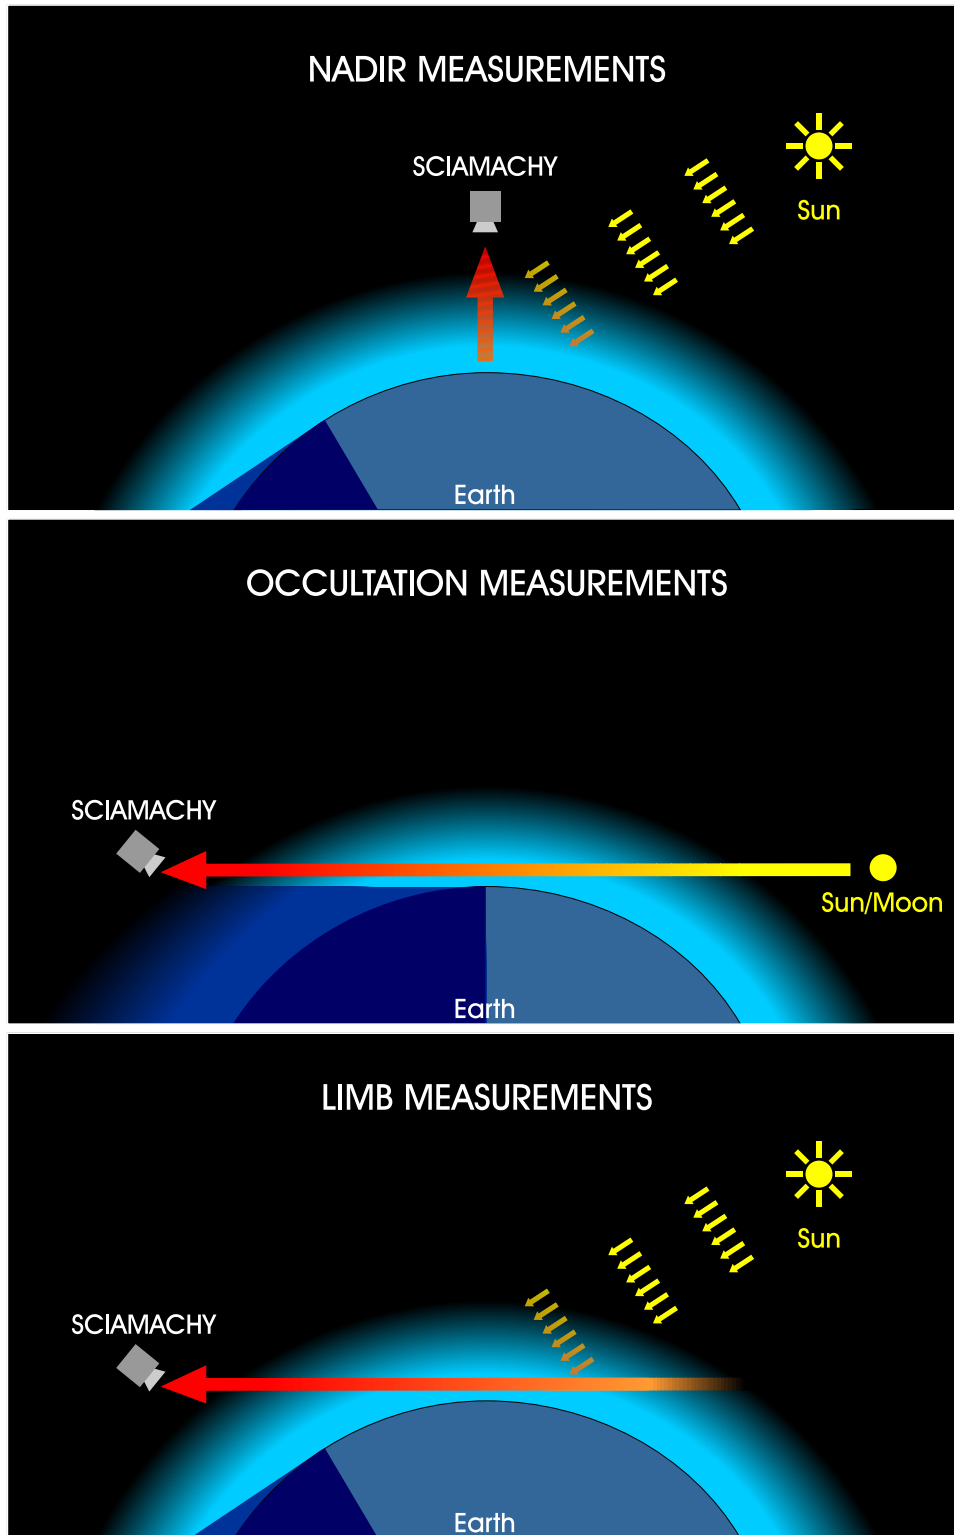 NADIR MEASUREMENTS
SCIAMACHY
Sun
Earth
OCCULTATION MEASUREMENTS
SCIAMACHY
Sun/Moon
Earth
LIMB MEASUREMENTS
Sun
SCIAMACHY
Earth